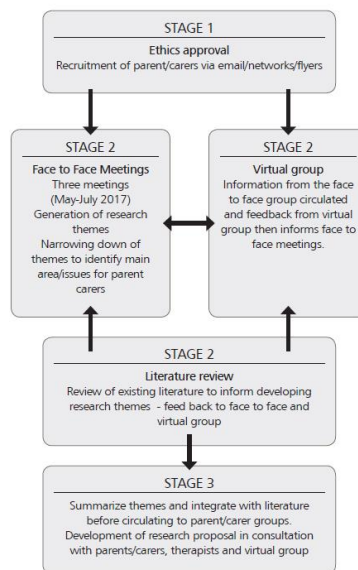 STAGE 1
Ethics approval
Recruitment of parent/carers via email/networks/flyers
STAGE 2
Face to Face Meetings
Three meetings
(May-July 2017)
Generation of research
themes
Narrowing down of
themes to identify main
area/issues for parent
carers
STAGE 2
Virtual group
Information from the face
to face group circulated
and feedback from virtual
group then informs face to
face meetings.
STAGE 2
Literature review
Review of existing literature to inform developing
research themes - feed back to face to face and
virtual group
STAGE 3
Summarize themes and integrate with literature
before circulating to parent/carer groups.
Development of research proposal in consultation
with parents/carers, therapists and virtual group